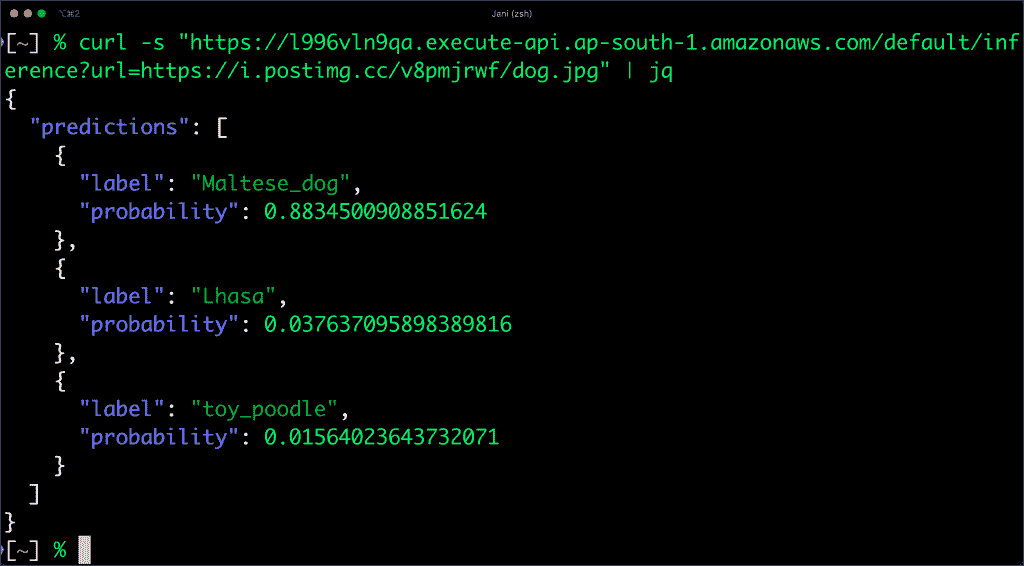 ⌥⌘2
Jani (zsh)
[~] % curl -s "https://l996vln9qa.execute-api.ap-south-1.amazonaws.com/default/inf
erence?url=https://i.postimg.cc/v8pmjrwf/dog.jpg" | jq
{
  "predictions": [
    {
      "label": "Maltese_dog",
      "probability": 0.8834500908851624
    },
    {
      "label": "Lhasa",
      "probability": 0.037637095898389816
    },
    {
      "label": "toy_poodle",
      "probability": 0.01564023643732071
    }
  ]
}
[~] %